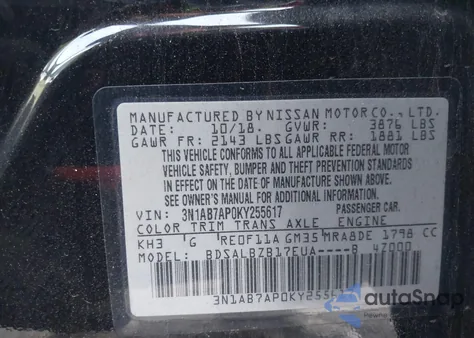 MANUFACTURED BY NISSAN MOTOR CO., LTD.
DATE: 10/18. GVWR: 3876 LBS
GAWR FR: 2143 LBS GAWR RR: 1881 LBS
THIS VEHICLE CONFORMS TO ALL APPLICABLE FEDERAL MOTOR
VEHICLE SAFETY, BUMPER AND THEFT PREVENTION STANDARDS
IN EFFECT ON THE DATE OF MANUFACTURE SHOWN ABOVE.
SEE OWNER'S MANUAL FOR ADDITIONAL INFORMATION
VIN: 3N1AB7AP0KY255617 PASSENGER CAR.
COLOR TRIM TRANS AXLE ENGINE
KH3 G RE0F11A GM35 MRA8DE 1798 CC
MODEL: BDSALBZB17EUA----B 4Z000
3N1AB7AP0KY255
autoSnap